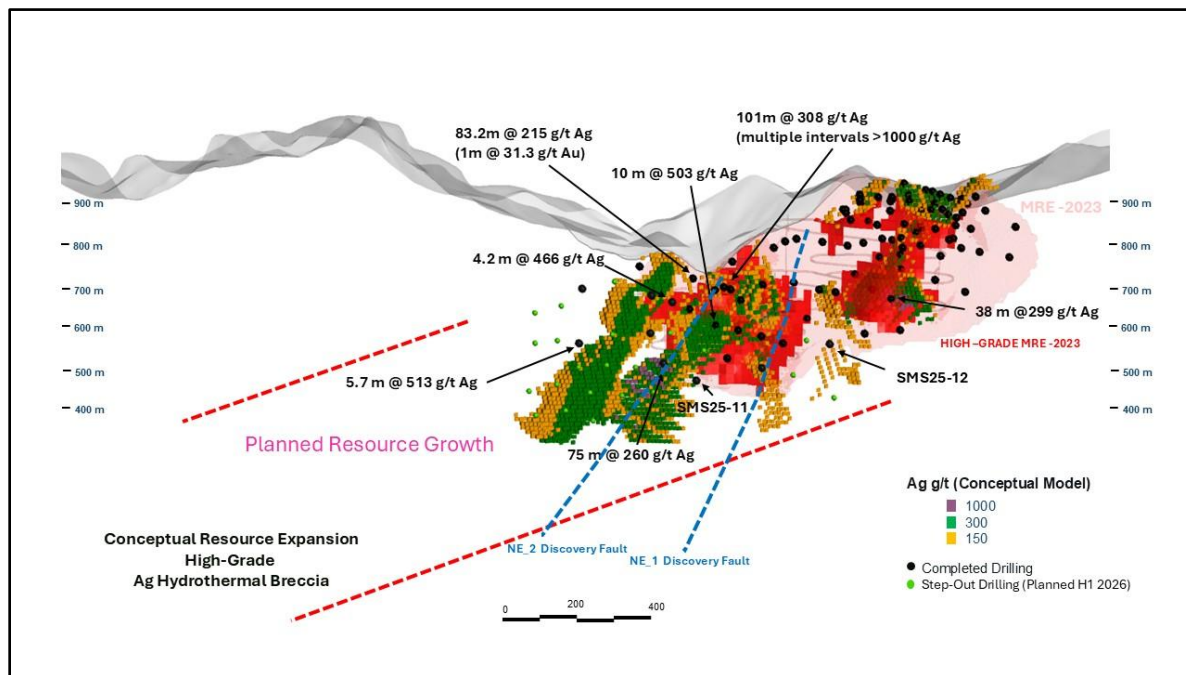 83.2m @ 215 g/t Ag
(1m @ 31.3 g/t Au)
101m @ 308 g/t Ag
(multiple intervals >1000 g/t Ag)
10 m @ 503 g/t Ag
4.2 m @ 466 g/t Ag
5.7 m @ 513 g/t Ag
75 m @ 260 g/t Ag
SMS25-11
SMS25-12
38 m @299 g/t Ag
MRE -2023
HIGH-GRADE MRE -2023
900 m
800 m
700 m
600 m
500 m
400 m
900 m
800 m
700 m
600 m
500 m
400 m
Planned Resource Growth
Conceptual Resource Expansion
High-Grade
Ag Hydrothermal Breccia
NE_2 Discovery Fault
NE_1 Discovery Fault
0 200 400
Ag g/t (Conceptual Model)
1000
300
150
Completed Drilling
Step-Out Drilling (Planned H1 2026)